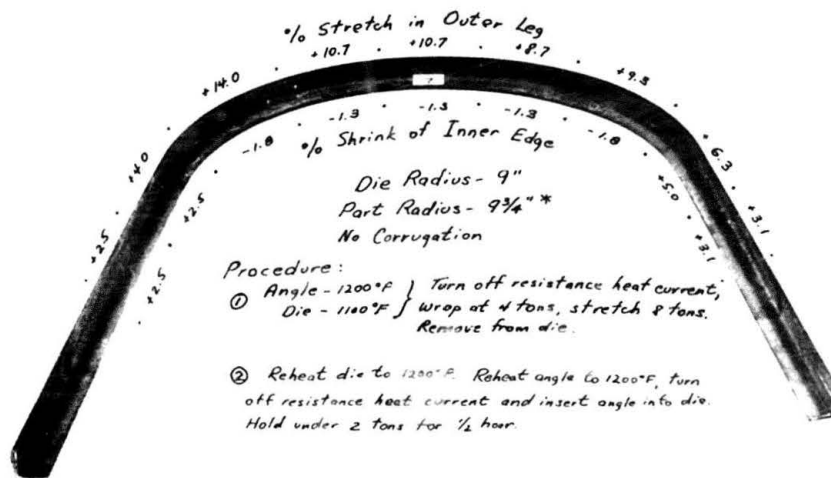 % Stretch in Outer Leg
+2.5 +4.0 +14.0 +10.7 +10.7 +8.7 +9.3 +6.3 +3.1
+2.5 +2.5 -1.8 -1.3 -1.3 -1.3 -1.8 +5.0 +3.1
% Shrink of Inner Edge
Die Radius - 9"
Part Radius - 9 3/4" *
No Corrugation
Procedure:
① Angle - 1200°F } Turn off resistance heat current,
Die - 1100°F } wrap at 4 tons, stretch 8 tons.
Remove from die.
② Reheat die to 1200°F. Reheat angle to 1200°F, turn
off resistance heat current and insert angle into die.
Hold under 2 tons for 1/2 hour.